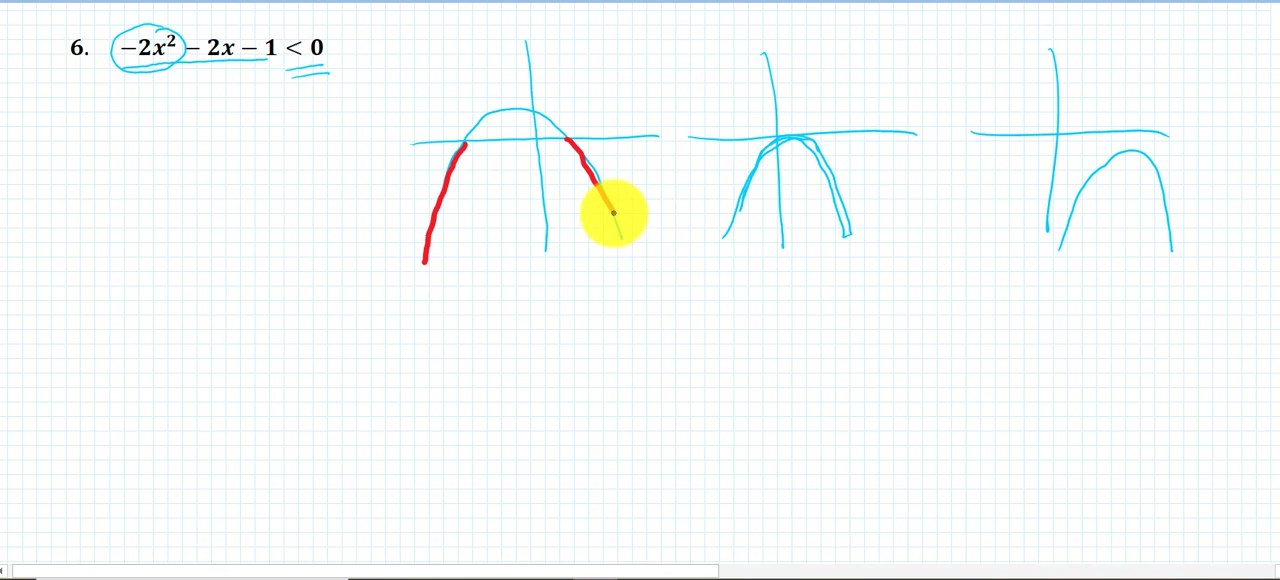 6. −2x² − 2x − 1 < 0